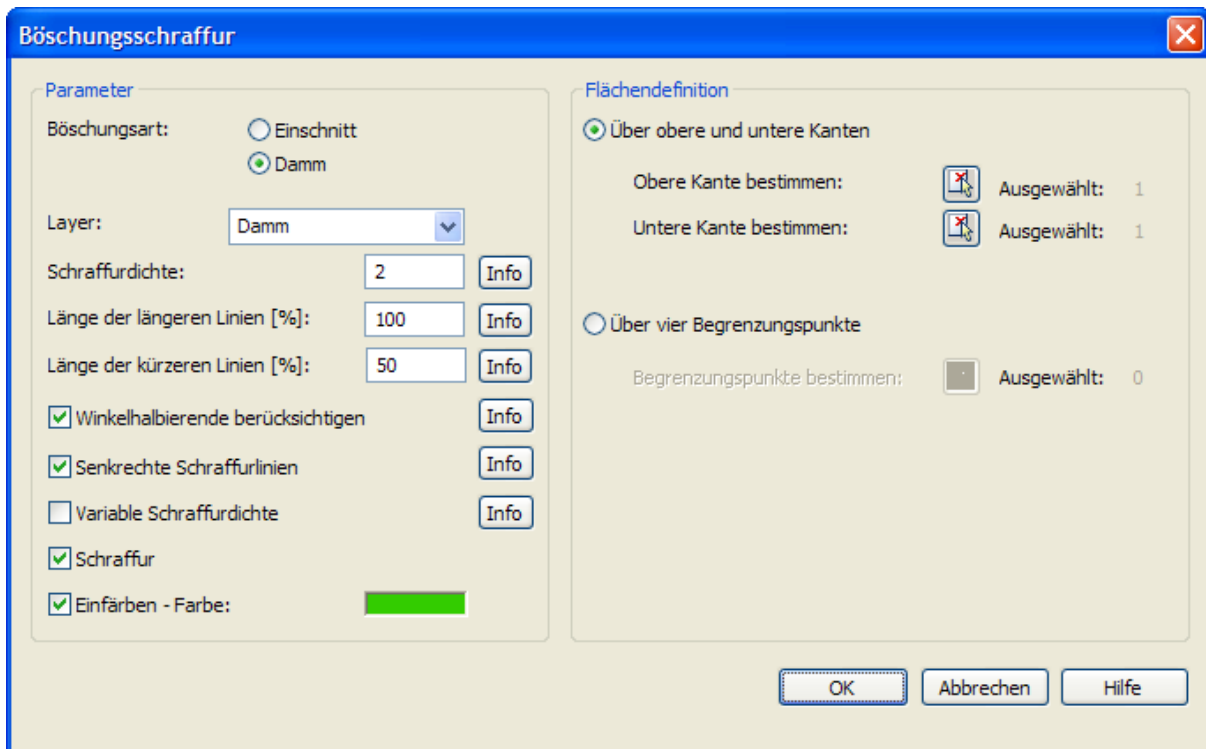 Böschungsschraffur
Parameter
Böschungsart:
Einschnitt
Damm
Layer:
Damm
Schraffurdichte:
2
Info
Länge der längeren Linien [%]:
100
Info
Länge der kürzeren Linien [%]:
50
Info
Winkelhalbierende berücksichtigen
Info
Senkrechte Schraffurlinien
Info
Variable Schraffurdichte
Info
Schraffur
Einfärben - Farbe:
Flächendefinition
Über obere und untere Kanten
Obere Kante bestimmen:
Ausgewählt:
1
Untere Kante bestimmen:
Ausgewählt:
1
Über vier Begrenzungspunkte
Begrenzungspunkte bestimmen:
Ausgewählt:
0
OK
Abbrechen
Hilfe